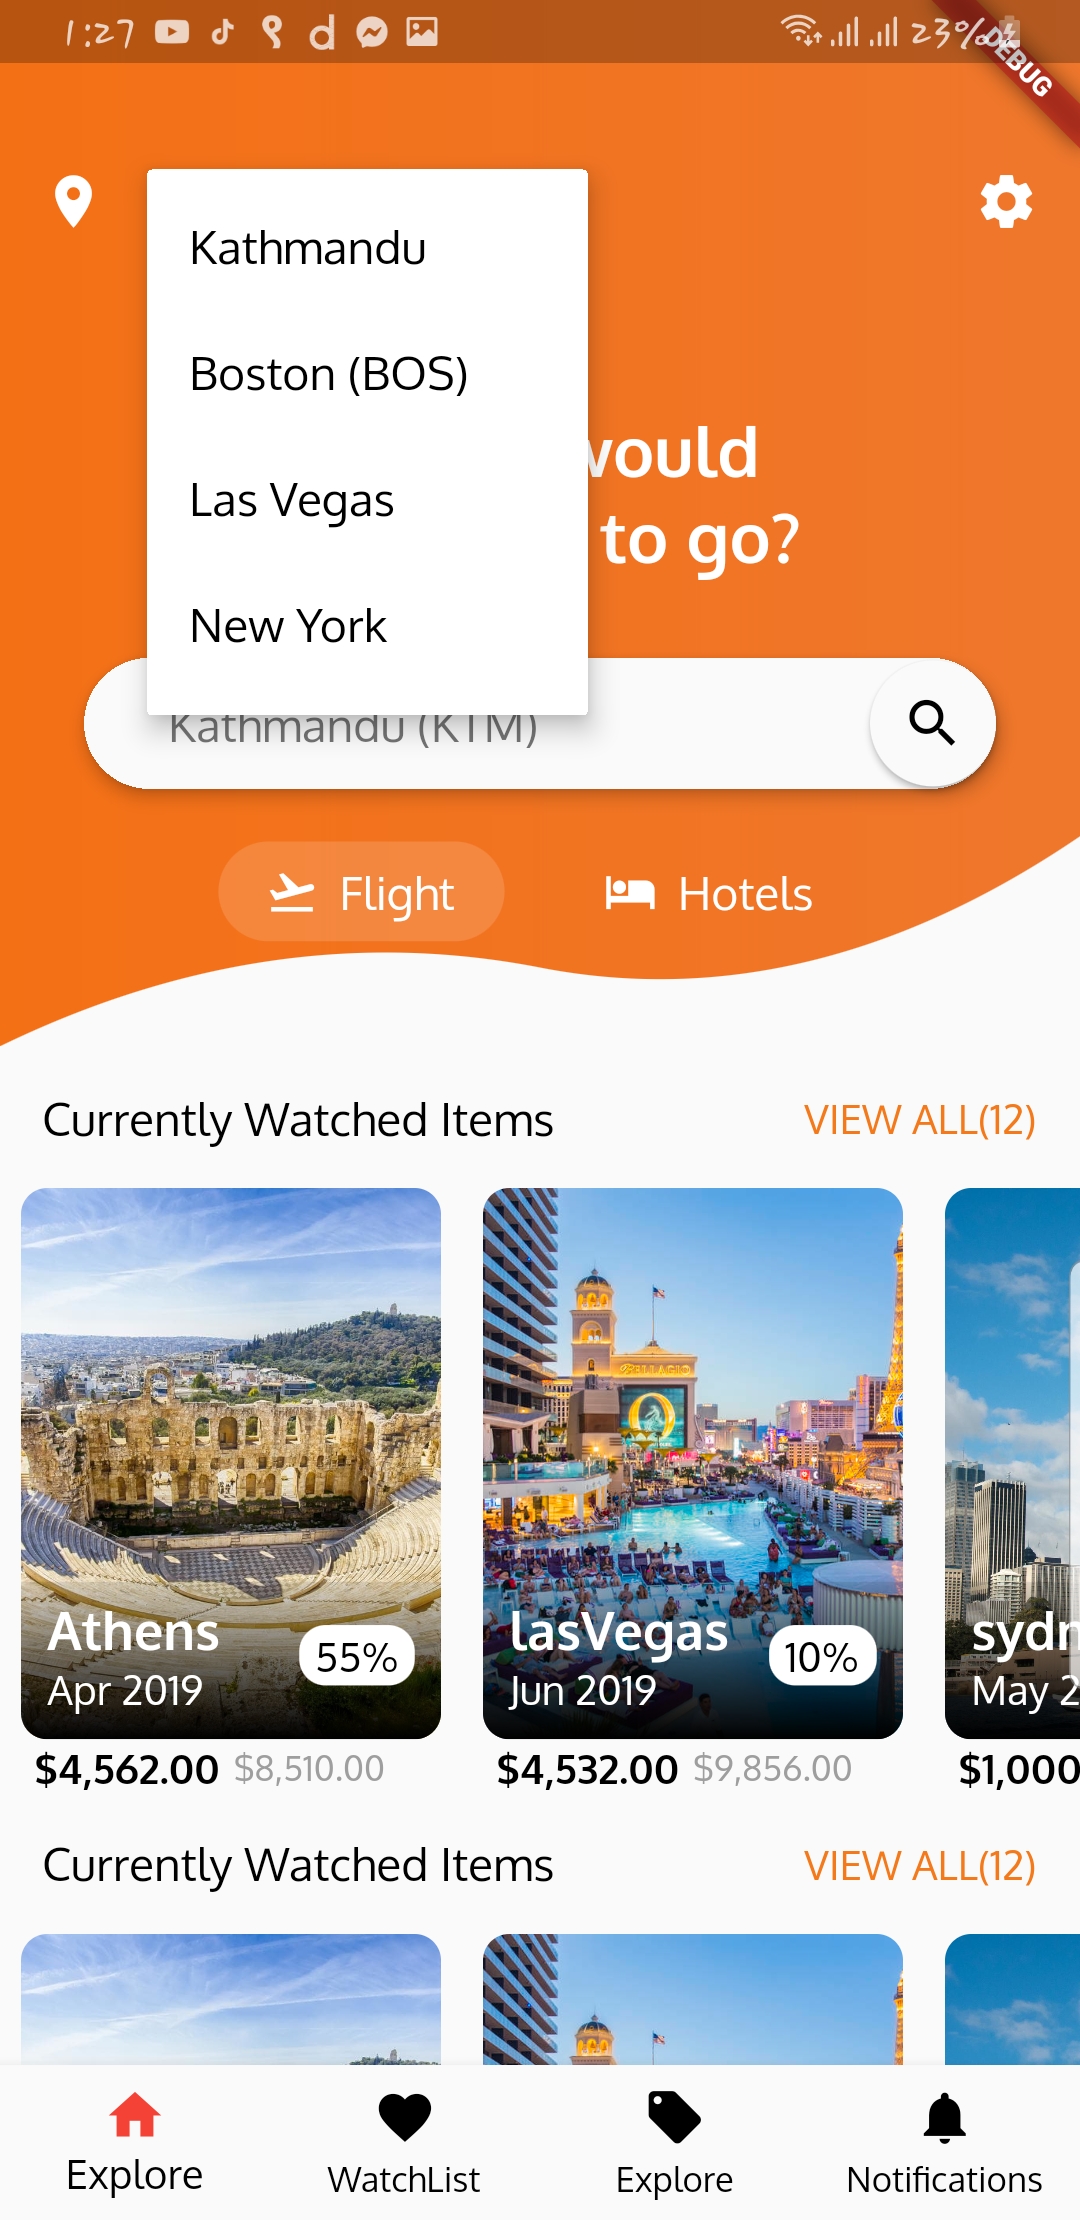 1:27
23%
DEBUG
Kathmandu
Boston (BOS)
Las Vegas
New York
would
to go?
Kathmandu (KTM)
Flight
Hotels
Currently Watched Items
VIEW ALL(12)
BELLAGIO
O
Athens
Apr 2019
55%
lasVegas
Jun 2019
10%
sydn
May 2
$4,562.00 $8,510.00
$4,532.00 $9,856.00
$1,000
Currently Watched Items
VIEW ALL(12)
Explore
WatchList
Explore
Notifications